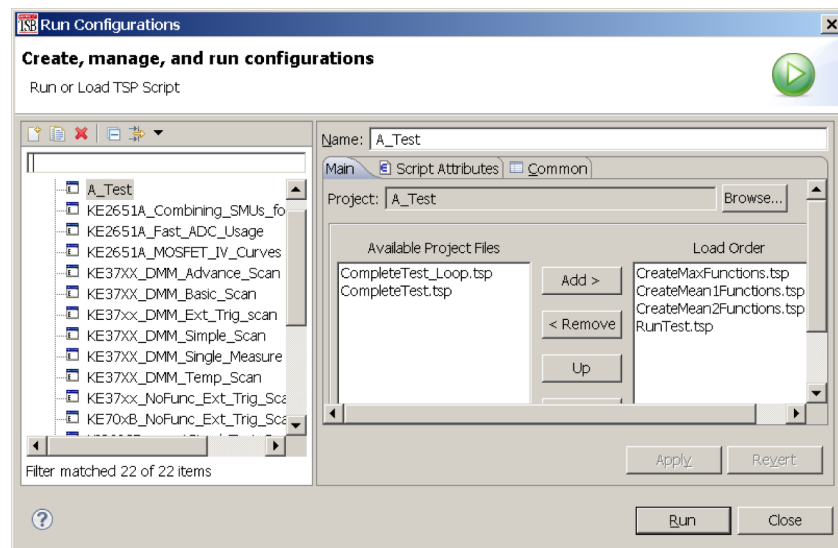 TSB Run Configurations
Create, manage, and run configurations
Run or Load TSP Script
Name: A_Test
Main Script Attributes Common
Project: A_Test Browse...
A_Test
KE2651A_Combining_SMUs_fo
KE2651A_Fast_ADC_Usage
KE2651A_MOSFET_IV_Curves
KE37XX_DMM_Advance_Scan
KE37Xx_DMM_Basic_Scan
KE37xx_DMM_Ext_Trig_scan
KE37XX_DMM_Simple_Scan
KE37XX_DMM_Single_Measure
KE37XX_DMM_Temp_Scan
KE37xx_NoFunc_Ext_Trig_Sca
KE70xB_NoFunc_Ext_Trig_Sca
Filter matched 22 of 22 items
Available Project Files
CompleteTest_Loop.tsp
CompleteTest.tsp
Add >
< Remove
Up
Load Order
CreateMaxFunctions.tsp
CreateMean1Functions.tsp
CreateMean2Functions.tsp
RunTest.tsp
Apply Revert
Run Close